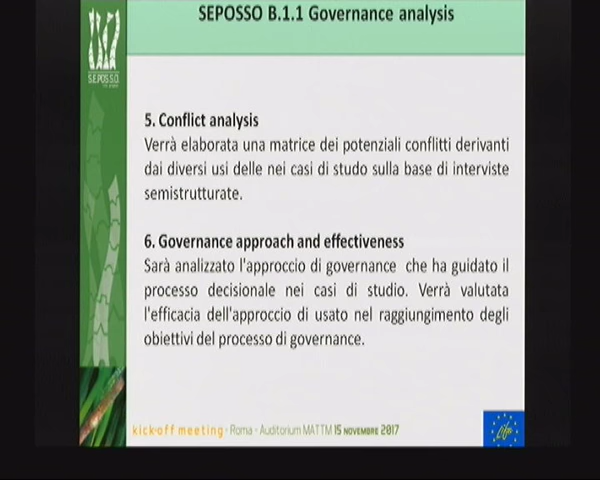 SEPOSSO B.1.1 Governance analysis
S.E.POS.S.O.
5. Conflict analysis
Verrà elaborata una matrice dei potenziali conflitti derivanti
dai diversi usi delle nei casi di studo sulla base di interviste
semistrutturate.
6. Governance approach and effectiveness
Sarà analizzato l'approccio di governance che ha guidato il
processo decisionale nei casi di studio. Verrà valutata
l'efficacia dell'approccio di usato nel raggiungimento degli
obiettivi del processo di governance.
kick-off meeting - Roma - Auditorium MATTM 15 NOVEMBRE 2017
Life